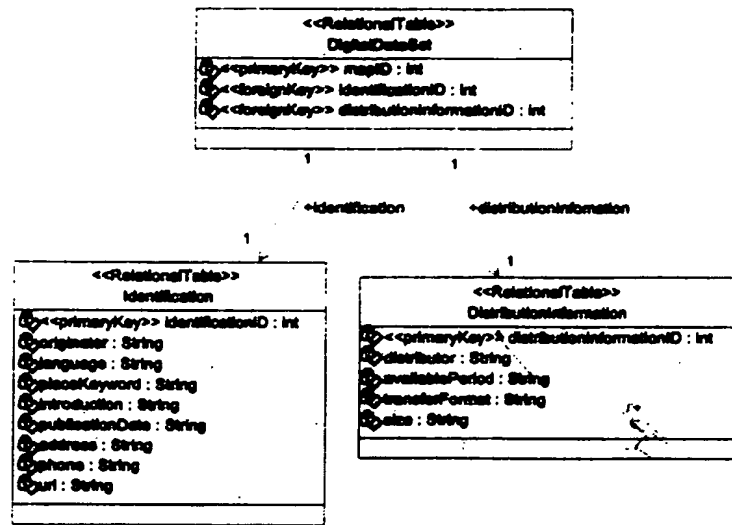 <<RelationalTable>>
DigitalDataSet
<<primaryKey>> mapID : int
<<foreignKey>> identificationID : int
<<foreignKey>> distributionInformationID : int
1
1
+identification
+distributionInfomation
1
1
<<RelationalTable>>
Identification
<<primaryKey>> identificationID : int
originater : String
language : String
placeKeyword : String
introduction : String
publicationDate : String
address : String
phone : String
url : String
<<RelationalTable>>
DistributionInformation
<<primaryKey>> distributionInformationID : int
distributor : String
availablePeriod : String
transferFormat : String
size : String